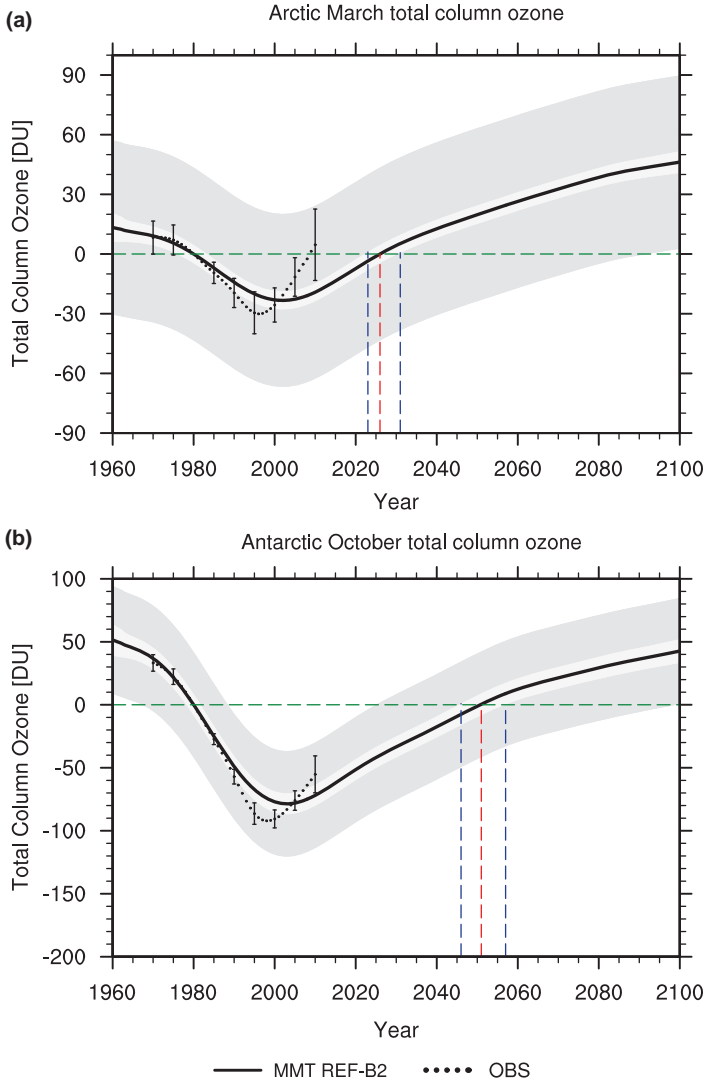 (a)
Arctic March total column ozone
Total Column Ozone [DU]
90
60
30
0
-30
-60
-90
1960 1980 2000 2020 2040 2060 2080 2100
Year
(b)
Antarctic October total column ozone
Total Column Ozone [DU]
100
50
0
-50
-100
-150
-200
1960 1980 2000 2020 2040 2060 2080 2100
Year
MMT REF-B2 OBS